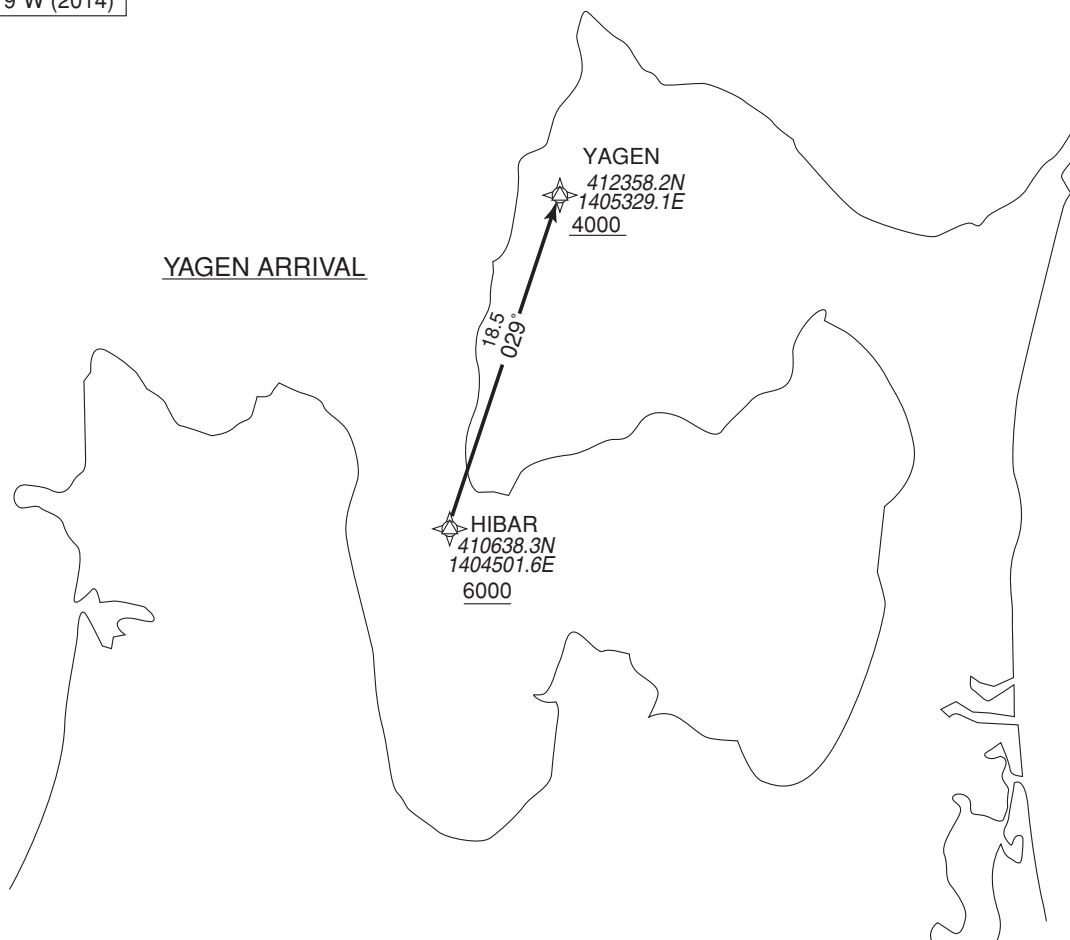 9 W (2014)
YAGEN
412358.2N
1405329.1E
4000
YAGEN ARRIVAL
18.5
029°
HIBAR
410638.3N
1404501.6E
6000